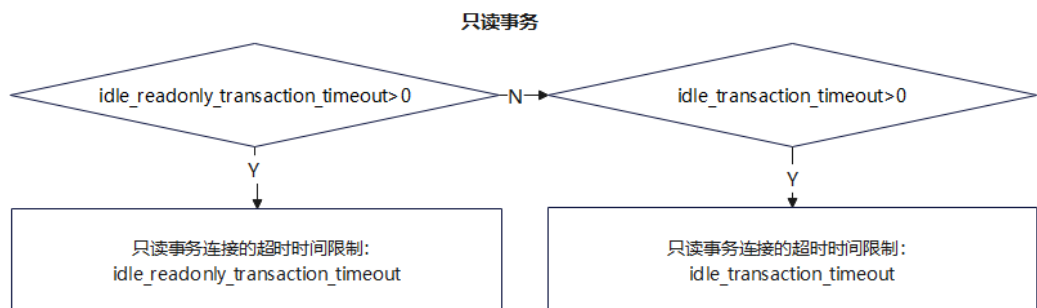 只读事务
idle_readonly_transaction_timeout>0
N
idle_transaction_timeout>0
Y
Y
只读事务连接的超时时间限制：
idle_readonly_transaction_timeout
只读事务连接的超时时间限制：
idle_transaction_timeout